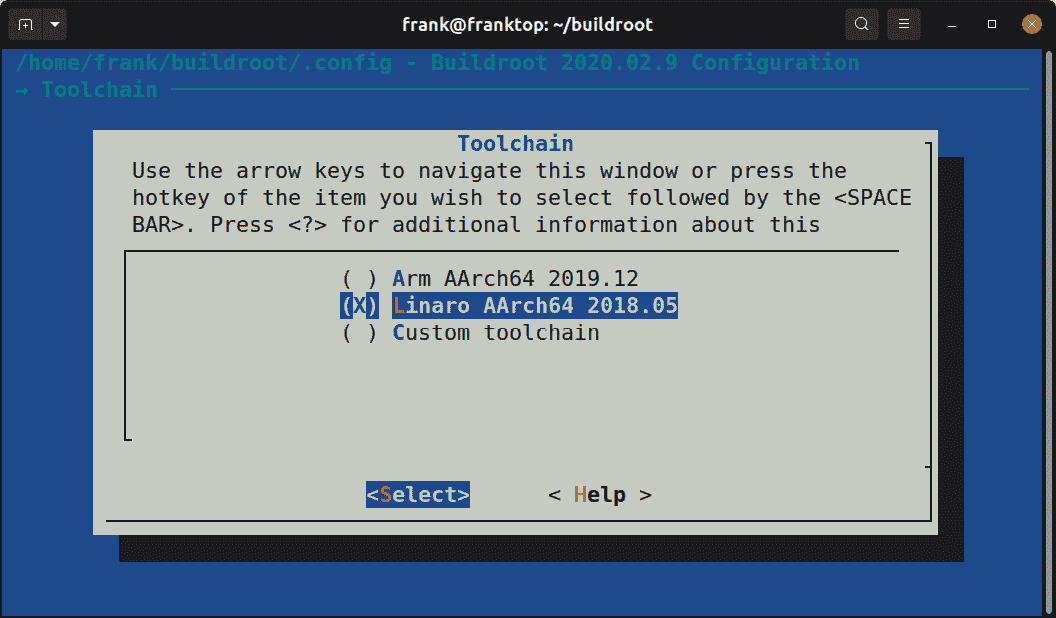 frank@franktop: ~/buildroot
/home/frank/buildroot/.config - Buildroot 2020.02.9 Configuration
→ Toolchain
Toolchain
Use the arrow keys to navigate this window or press the
hotkey of the item you wish to select followed by the <SPACE
BAR>. Press <?> for additional information about this
( ) Arm AArch64 2019.12
(X) Linaro AArch64 2018.05
( ) Custom toolchain
<Select> < Help >